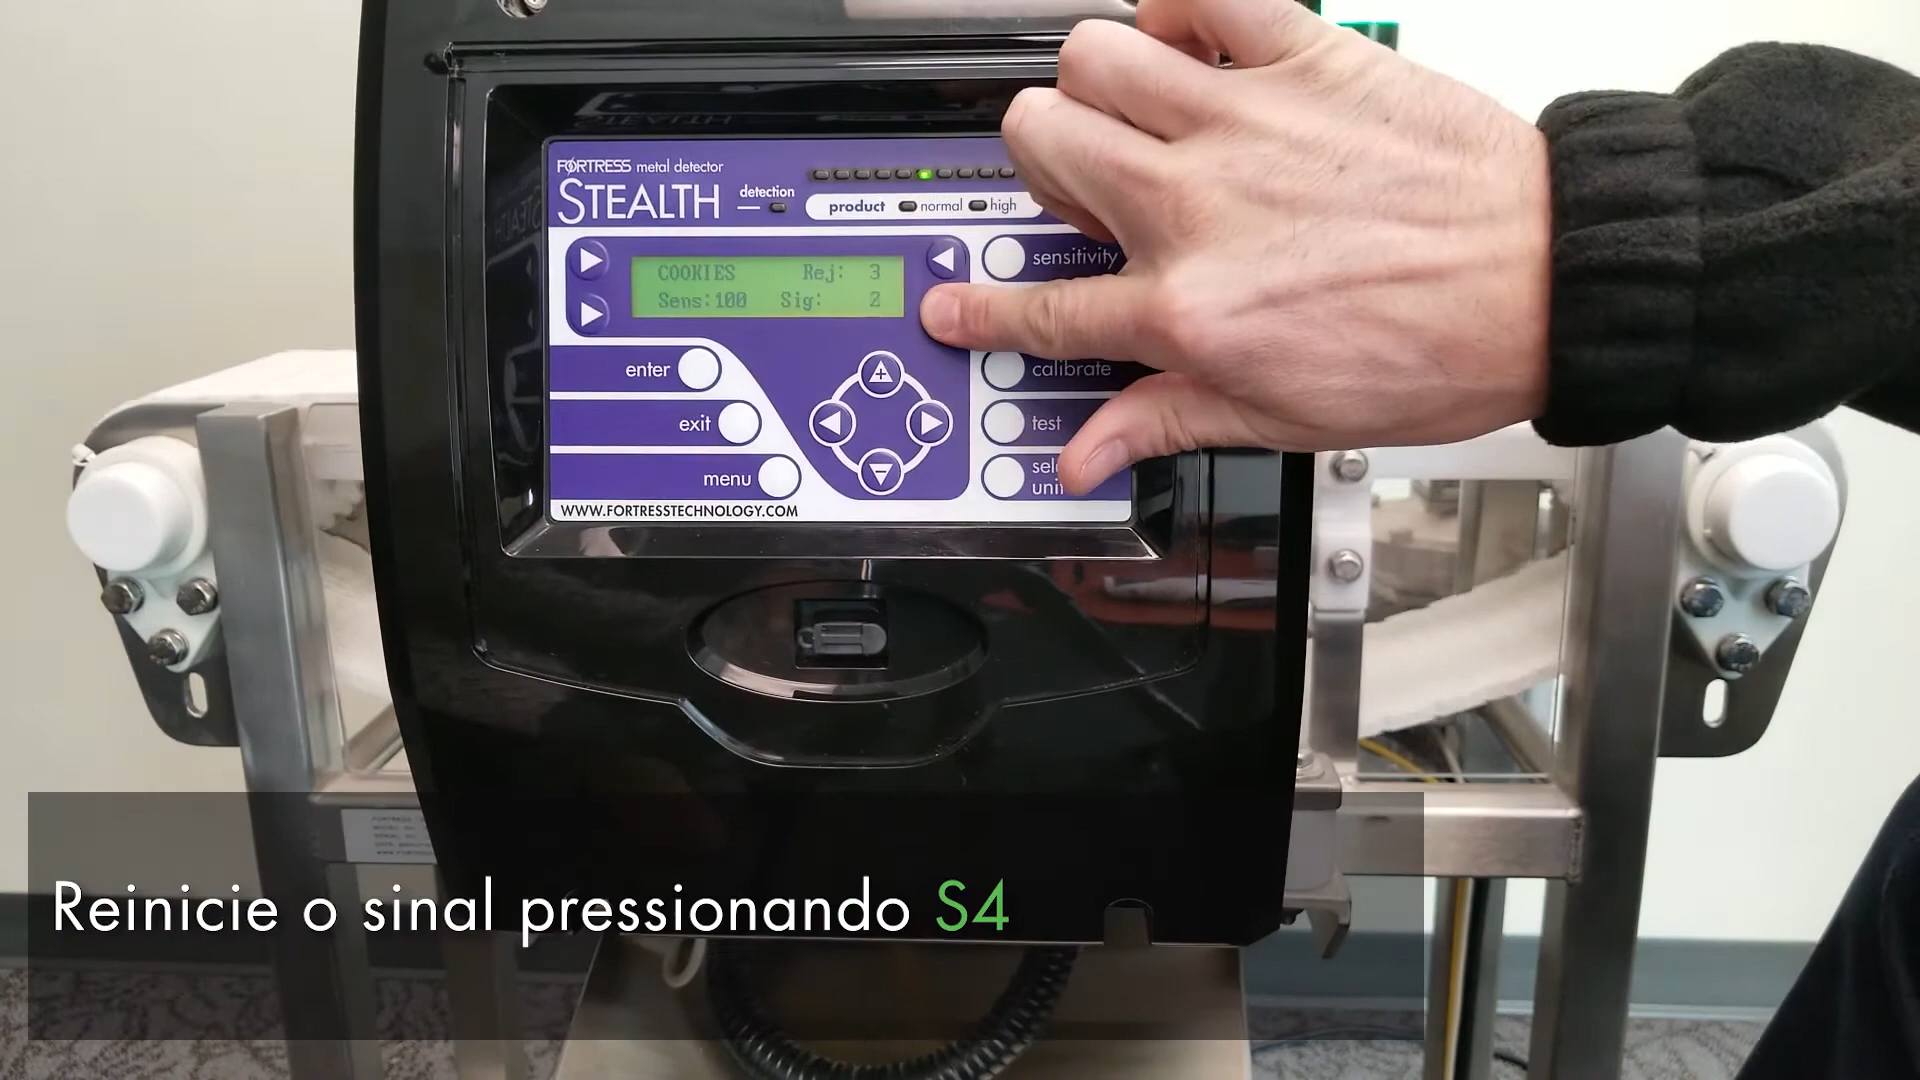 FORTRESS metal detector
STEALTH
detection
product normal high
COOKIES Rej: 3
Sens:100 Sig: 2
sensitivity
enter
calibrate
exit
test
menu
WWW.FORTRESSTECHNOLOGY.COM
Reinicie o sinal pressionando S4